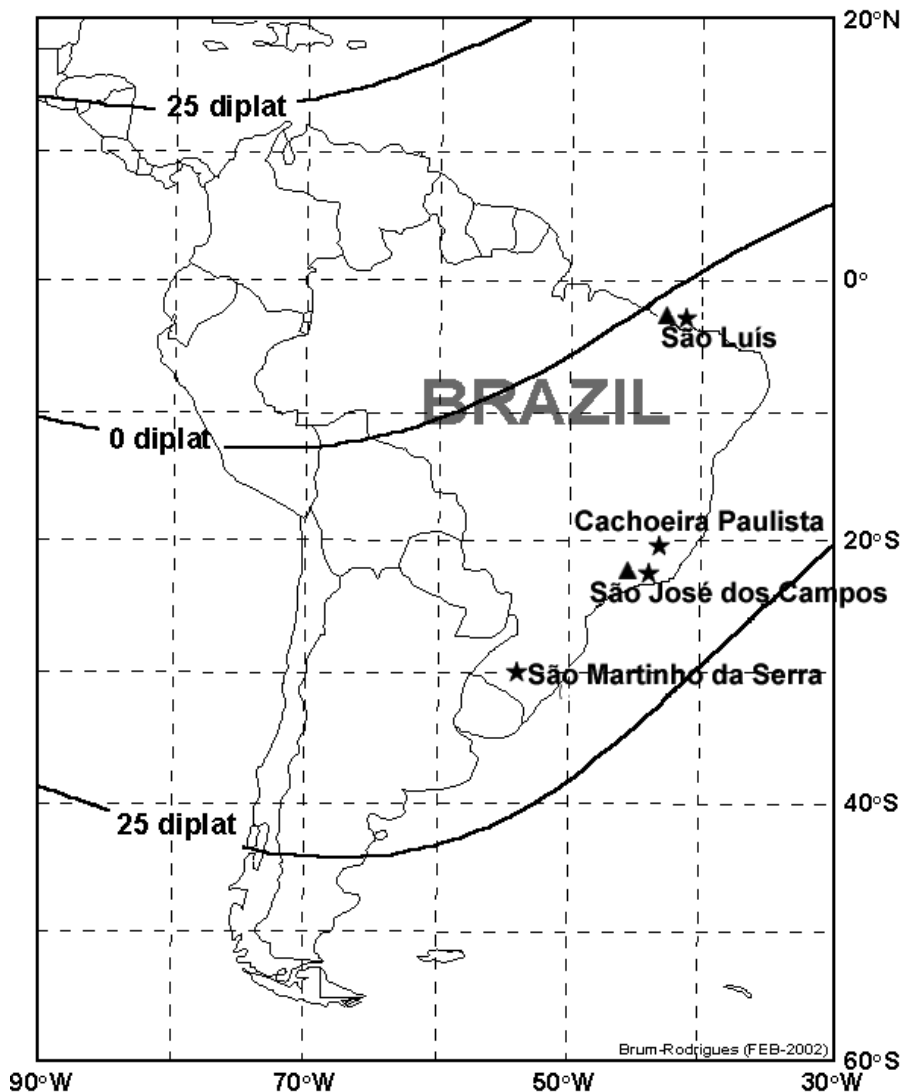 20°N
25 diplat
0°
São Luís
BRAZIL
0 diplat
Cachoeira Paulista
20°S
São José dos Campos
São Martinho da Serra
40°S
25 diplat
Brum-Rodrigues (FEB-2002)
60°S
90°W
70°W
50°W
30°W